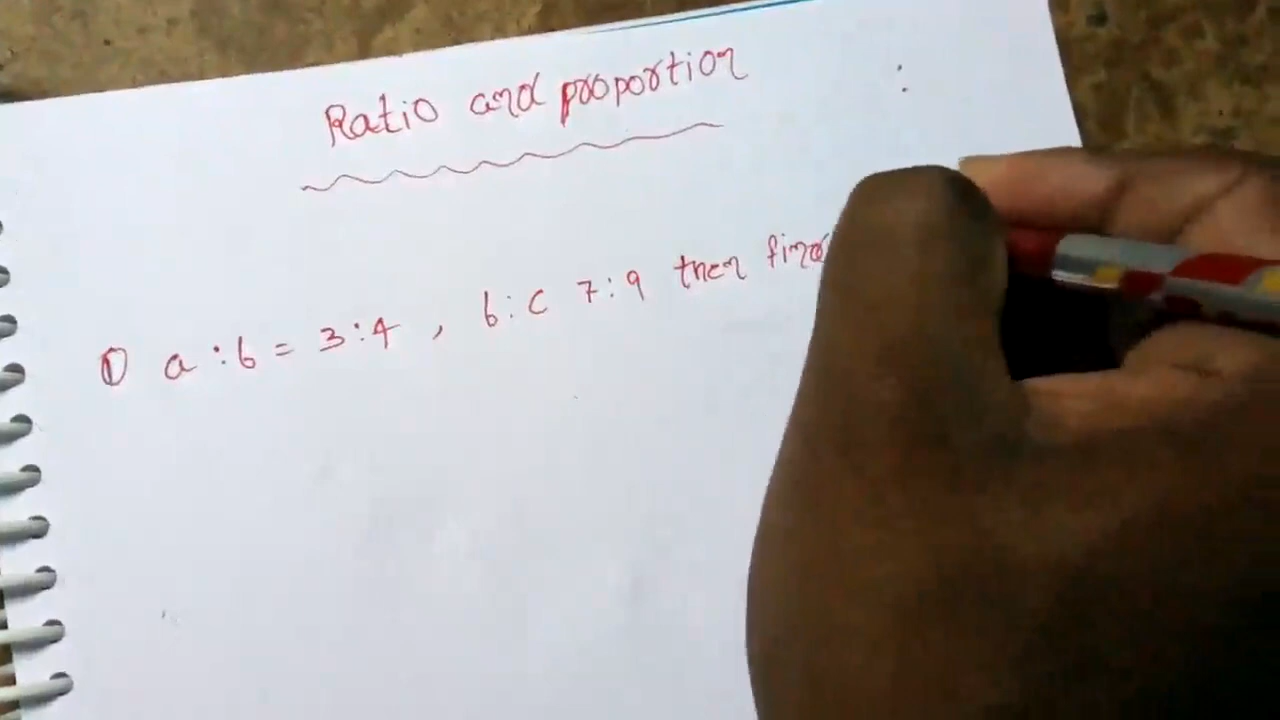 Ratio and proportion :
① a : b = 3 : 4 , b : c 7 : 9 then find